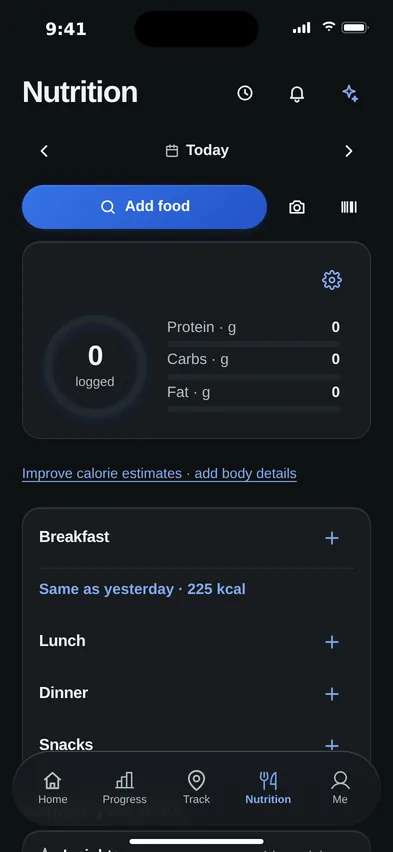 9:41
Nutrition
Today
Add food
0
logged
Protein · g 0
Carbs · g 0
Fat · g 0
Improve calorie estimates · add body details
Breakfast
Same as yesterday · 225 kcal
Lunch
Dinner
Snacks
Home
Progress
Track
Nutrition
Me